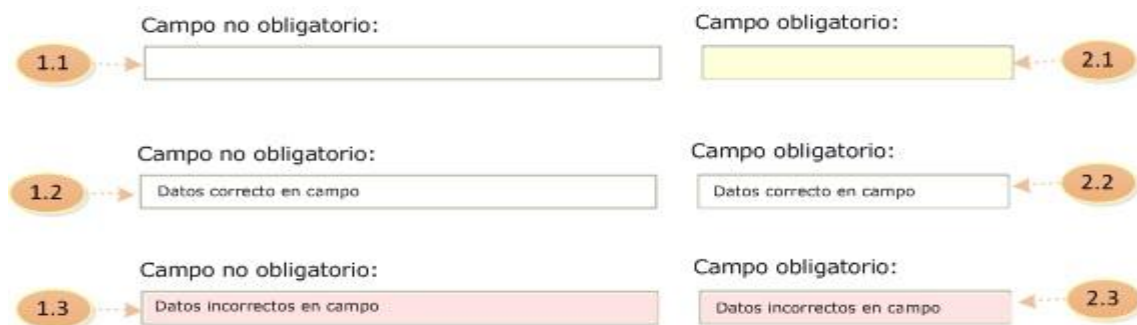 Campo no obligatorio:
Campo obligatorio:
1.1
2.1
Campo no obligatorio:
Campo obligatorio:
1.2
Datos correcto en campo
Datos correcto en campo
2.2
Campo no obligatorio:
Campo obligatorio:
1.3
Datos incorrectos en campo
Datos incorrectos en campo
2.3